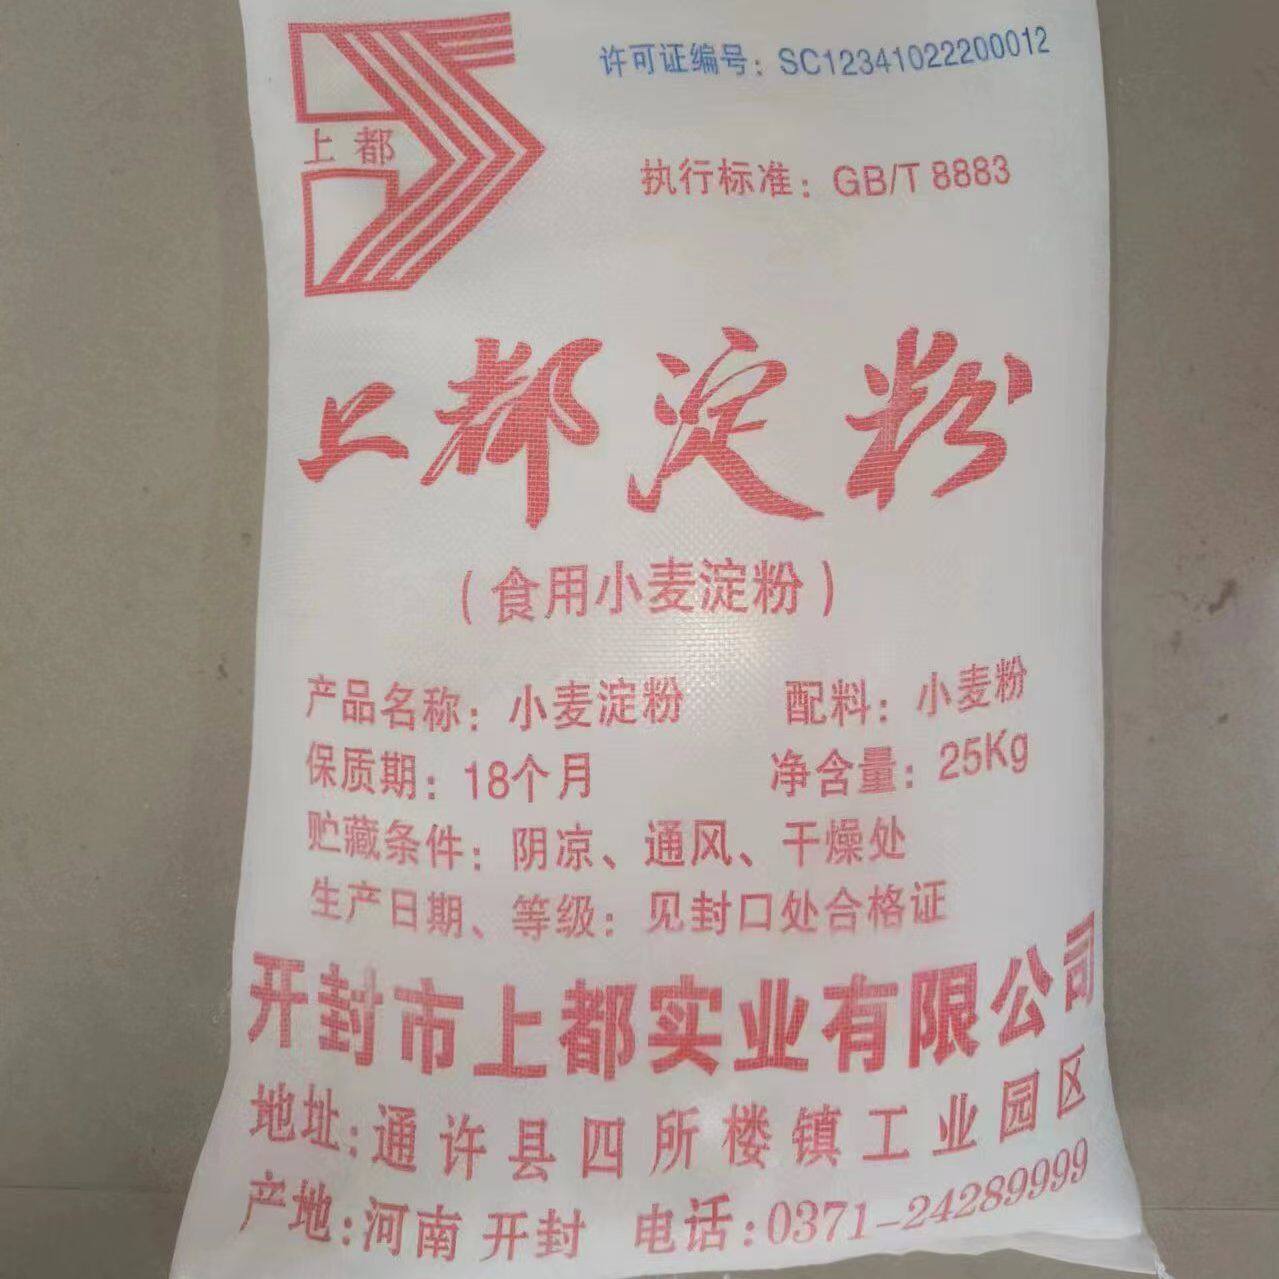 许可证编号：SC12341022200012
上都
执行标准：GB/T 8883
上都淀粉
（食用小麦淀粉）
产品名称：小麦淀粉 配料：小麦粉
保质期：18个月 净含量：25Kg
贮藏条件：阴凉、通风、干燥处
生产日期、等级：见封口处合格证
开封市上都实业有限公司
地址：通许县四所楼镇工业园区
产地：河南 开封 电话：0371-24289999